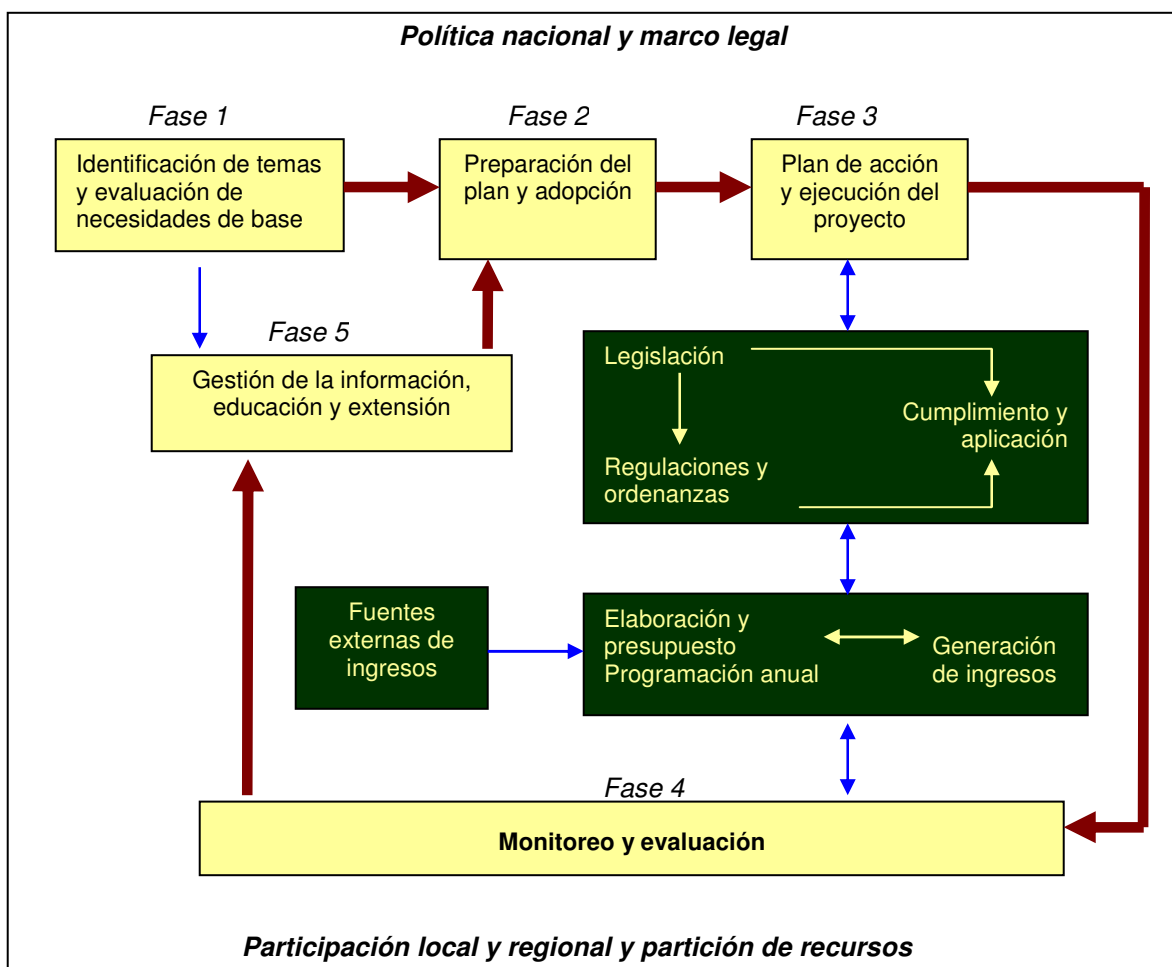 Política nacional y marco legal
Fase 1
Fase 2
Fase 3
Identificación de temas
y evaluación de
necesidades de base
Preparación del
plan y adopción
Plan de acción
y ejecución del
proyecto
Fase 5
Gestión de la información,
educación y extensión
Legislación
Cumplimiento y
aplicación
Regulaciones y
ordenanzas
Fuentes
externas de
ingresos
Elaboración y
presupuesto
Programación anual
Generación
de ingresos
Fase 4
Monitoreo y evaluación
Participación local y regional y partición de recursos